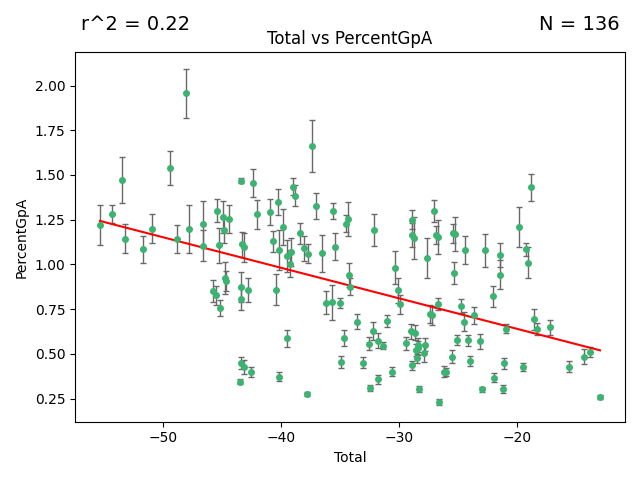 r^2 = 0.22
N = 136
Total vs PercentGpA
PercentGpA
2.00
1.75
1.50
1.25
1.00
0.75
0.50
0.25
−50
−40
−30
−20
Total